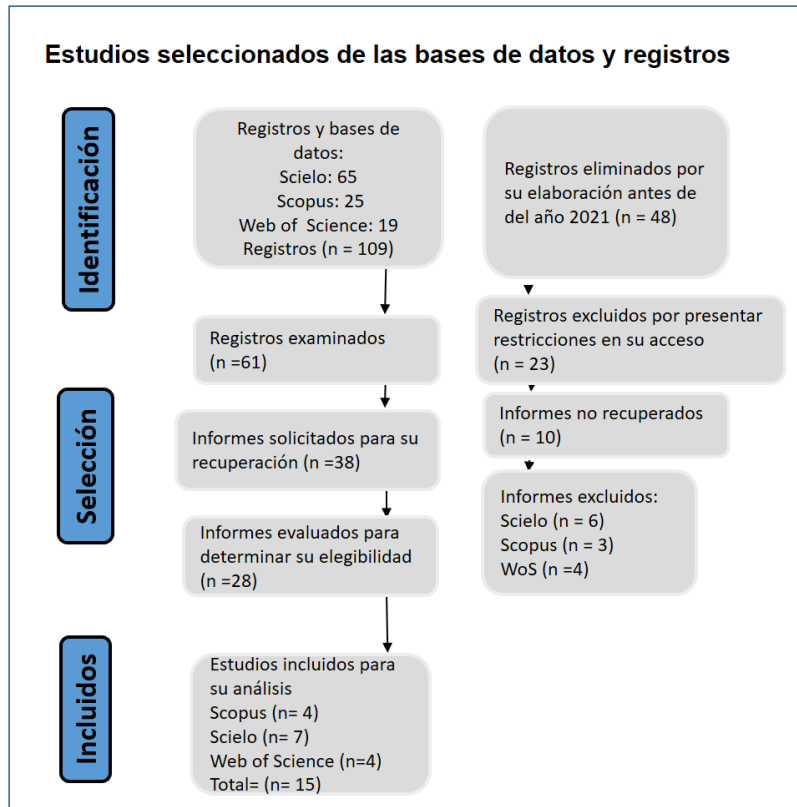 Estudios seleccionados de las bases de datos y registros
Identificación
Registros y bases de
datos:
Scielo: 65
Scopus: 25
Web of Science: 19
Registros (n = 109)
Registros eliminados por
su elaboración antes de
del año 2021 (n = 48)
Registros examinados
(n =61)
Registros excluidos por presentar
restricciones en su acceso
(n = 23)
Selección
Informes solicitados para su
recuperación (n =38)
Informes no recuperados
(n = 10)
Informes evaluados para
determinar su elegibilidad
(n =28)
Informes excluidos:
Scielo (n = 6)
Scopus (n = 3)
WoS (n =4)
Incluidos
Estudios incluidos para
su análisis
Scopus (n= 4)
Scielo (n= 7)
Web of Science (n=4)
Total= (n= 15)